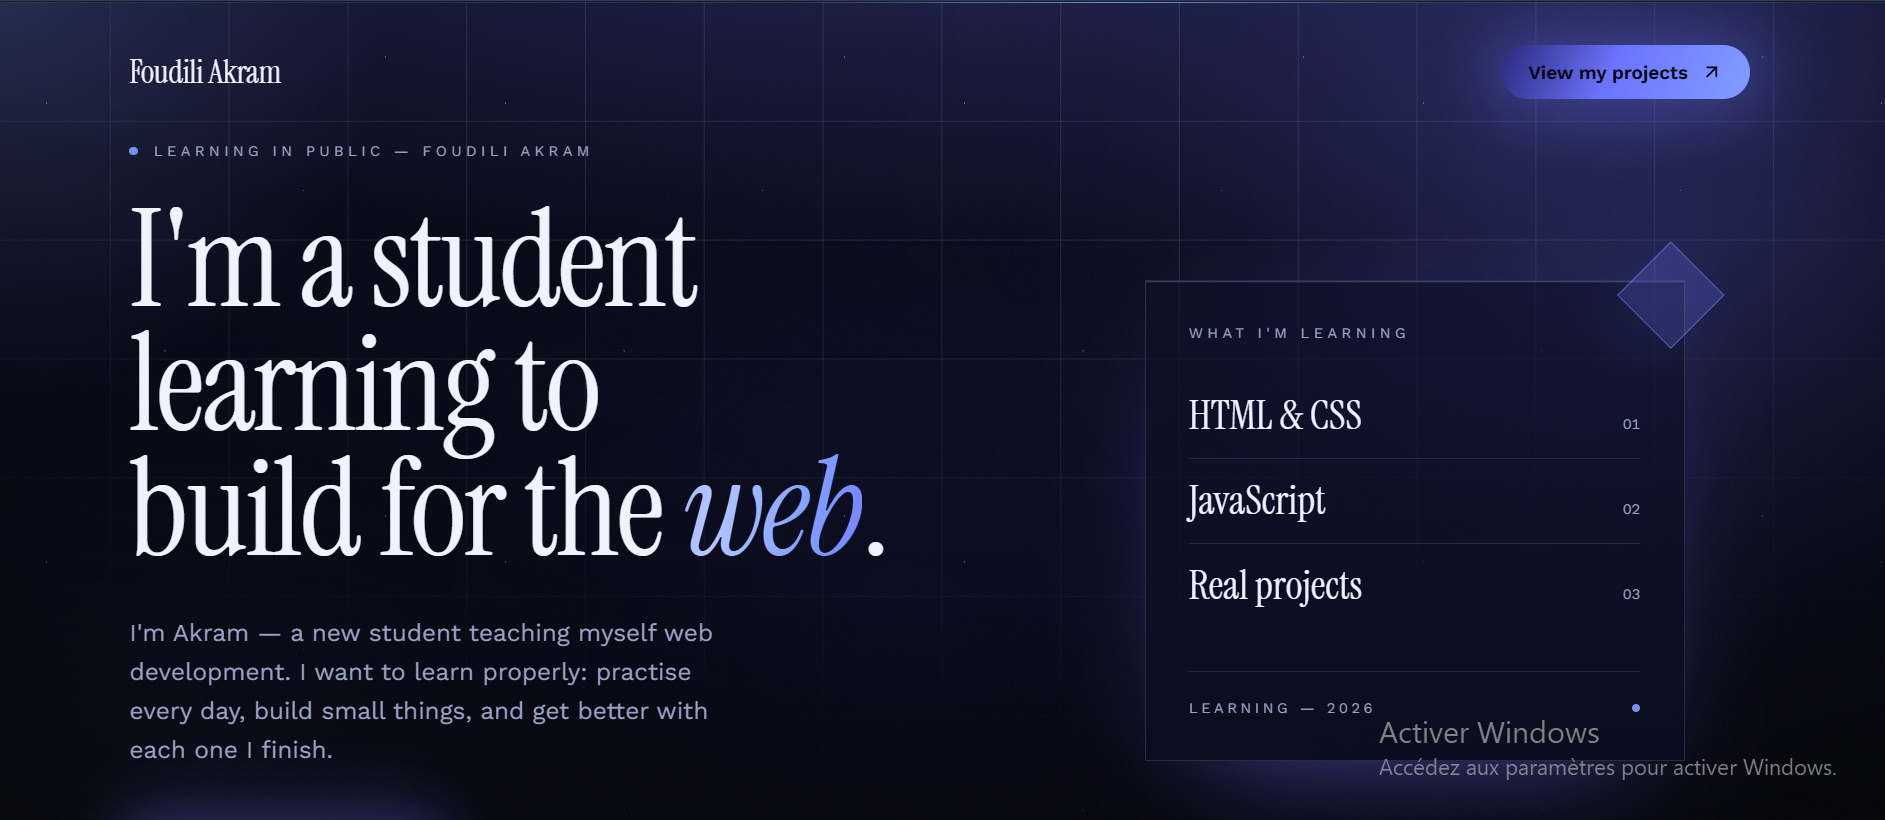 Foudili Akram
View my projects
LEARNING IN PUBLIC — FOUDILI AKRAM
I'm a student
learning to
build for the web.
I'm Akram — a new student teaching myself web
development. I want to learn properly: practise
every day, build small things, and get better with
each one I finish.
WHAT I'M LEARNING
HTML & CSS
01
JavaScript
02
Real projects
03
LEARNING — 2026
Activer Windows
Accédez aux paramètres pour activer Windows.